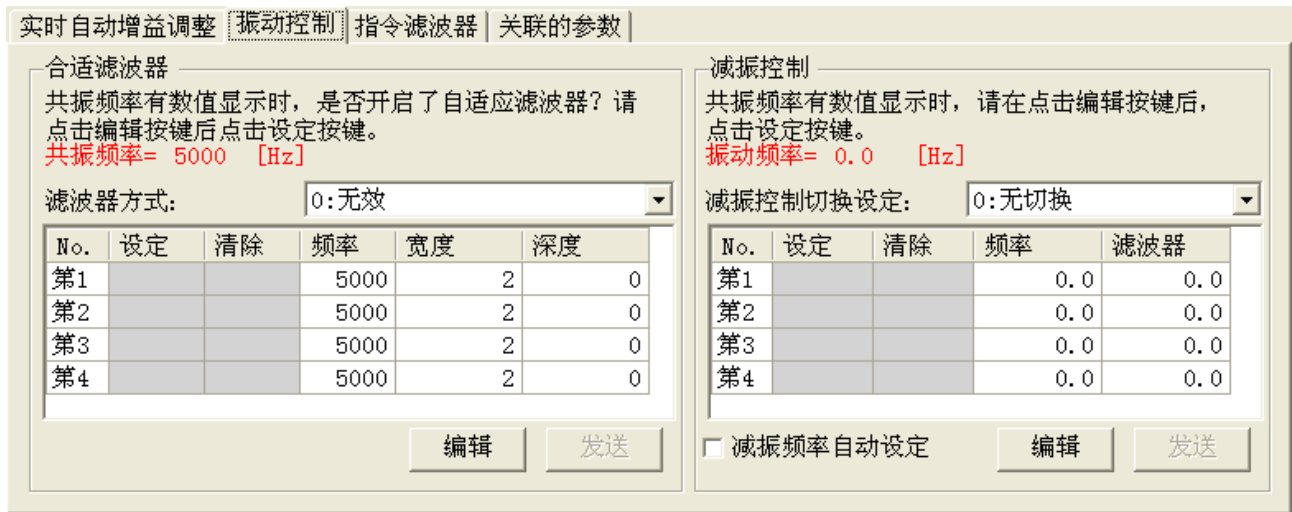 实时自动增益调整 振动控制 指令滤波器 关联的参数
合适滤波器
共振频率有数值显示时，是否开启了自适应滤波器？请
点击编辑按键后点击设定按键。
共振频率= 5000 [Hz]
滤波器方式: 0:无效
No. 设定 清除 频率 宽度 深度
第1 5000 2 0
第2 5000 2 0
第3 5000 2 0
第4 5000 2 0
编辑 发送
减振控制
共振频率有数值显示时，请在点击编辑按键后，
点击设定按键。
振动频率= 0.0 [Hz]
减振控制切换设定: 0:无切换
No. 设定 清除 频率 滤波器
第1 0.0 0.0
第2 0.0 0.0
第3 0.0 0.0
第4 0.0 0.0
减振频率自动设定 编辑 发送